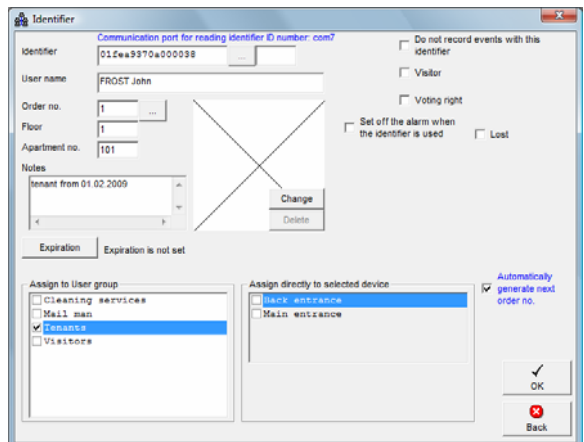 Identifier
Communication port for reading identifier ID number: com7
Identifier
01fea9370a000038
...
Do not record events with this
identifier
User name
FROST John
Visitor
Order no.
1
...
Voting right
Floor
1
Set off the alarm when
the identifier is used
Lost
Apartment no.
101
Notes
tenant from 01.02.2009
Change
Delete
Expiration
Expiration is not set
Assign to User group
Cleaning services
Mail man
Tenants
Visitors
Assign directly to selected device
Back entrance
Main entrance
Automatically
generate next
order no.
OK
Back